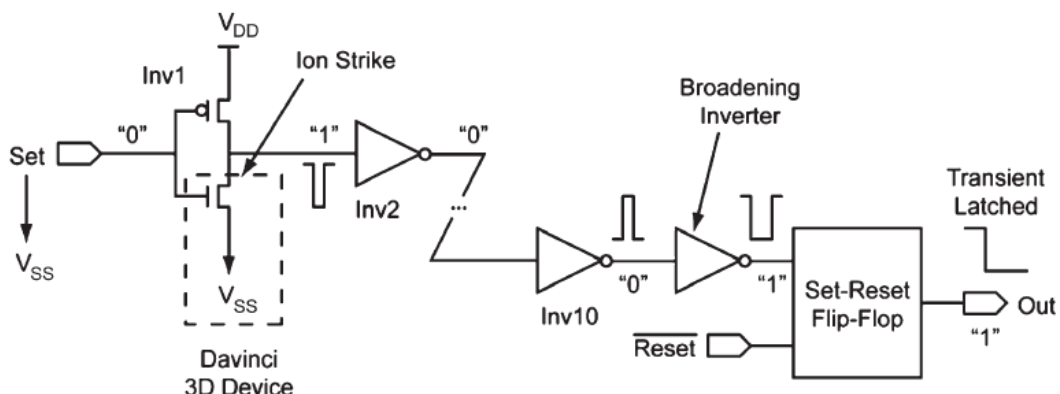 V_DD
Ion Strike
Inv1
Broadening
Inverter
Set
"0"
"1"
"0"
Inv2
...
Transient
Latched
V_SS
V_SS
Inv10
"0"
"1"
Set-Reset
Flip-Flop
Out
"1"
Reset
Davinci
3D Device